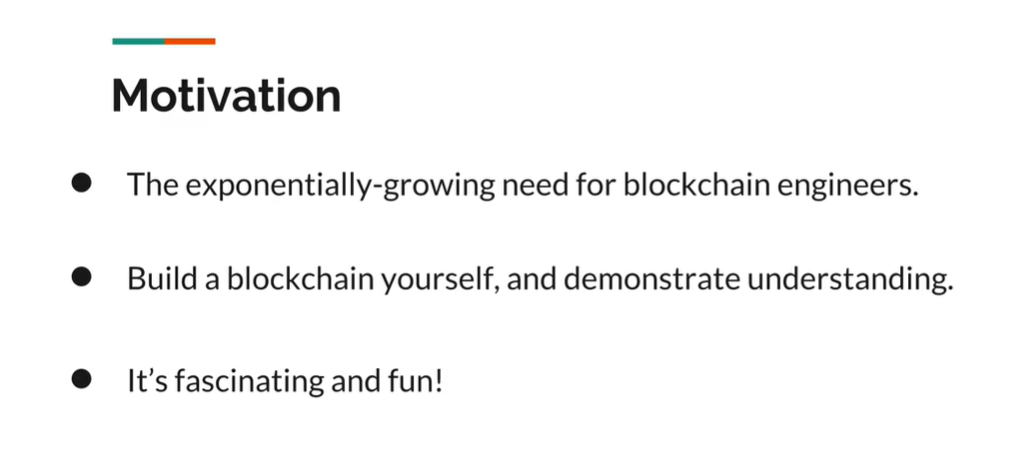 Motivation
● The exponentially-growing need for blockchain engineers.
● Build a blockchain yourself, and demonstrate understanding.
● It’s fascinating and fun!